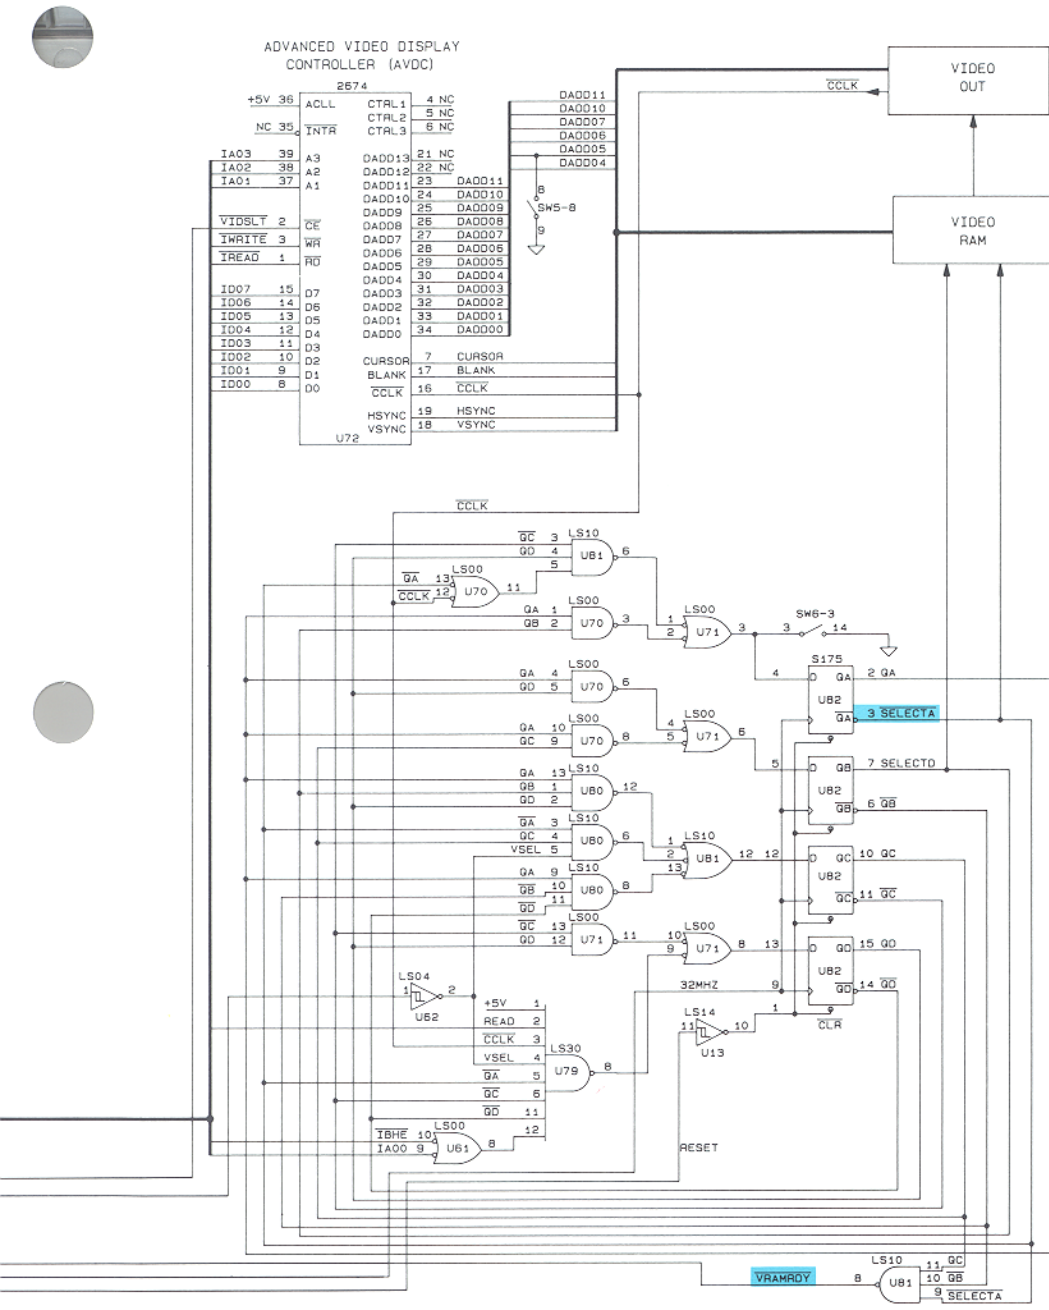 ADVANCED VIDEO DISPLAY
CONTROLLER (AVDC)
2674
+5V 36 ACLL
NC 35 INTR
IA03 39 A3
IA02 38 A2
IA01 37 A1
VIDSLT 2 CE
IWRITE 3 WR
IREAD 1 RD
ID07 15 D7
ID06 14 D6
ID05 13 D5
ID04 12 D4
ID03 11 D3
ID02 10 D2
ID01 9 D1
ID00 8 D0
CTRL1 4 NC
CTRL2 5 NC
CTRL3 6 NC
DADD13 21 NC
DADD12 22 NC
DADD11 23 DADD11
DADD10 24 DADD10
DADD9 25 DADD09
DADD8 26 DADD08
DADD7 27 DADD07
DADD6 28 DADD06
DADD5 29 DADD05
DADD4 30 DADD04
DADD3 31 DADD03
DADD2 32 DADD02
DADD1 33 DADD01
DADD0 34 DADD00
CURSOR 7 CURSOR
BLANK 17 BLANK
CCLK 16 CCLK
HSYNC 19 HSYNC
VSYNC 18 VSYNC
U72
DADD11
DADD10
DADD07
DADD06
DADD05
DADD04
8
SW5-8
9
CCLK
VIDEO
OUT
VIDEO
RAM
CCLK
LS10
QC 3
QD 4
5
U81 6
LS00
QA 13
CCLK 12
U70 11
LS00
QA 1
QB 2
U70 3
LS00
1
2
U71 3
SW6-3
3 14
LS00
QA 4
QD 5
U70 6
LS00
QA 10
QC 9
U70 8
LS00
4
5
U71 6
LS10
QA 13
QB 1
QD 2
U80 12
LS10
QA 3
QC 4
VSEL 5
U80 6
LS10
QA 9
QB 10
QD 11
U80 8
LS10
1
2
13
U81 12
LS00
QC 13
QD 12
U71 11
LS00
10
9
U71 8
S175
4 D QA 2 QA
U82
QA 3 SELECTA
5 D QB 7 SELECTD
U82
QB 6 QB
12 D QC 10 QC
U82
QC 11 QC
13 D QD 15 QD
U82
32MHZ 9
QD 14 QD
1
CLR
LS04
1 2
U62
LS14
11 10
U13
+5V 1
READ 2
CCLK 3
VSEL 4
QA 5
QC 6
QD 11
12
LS30
U79 8
LS00
IBHE 10
IA00 9
U61 8
RESET
VRAMRDY 8
LS10
U81
11 QC
10 QB
9 SELECTA